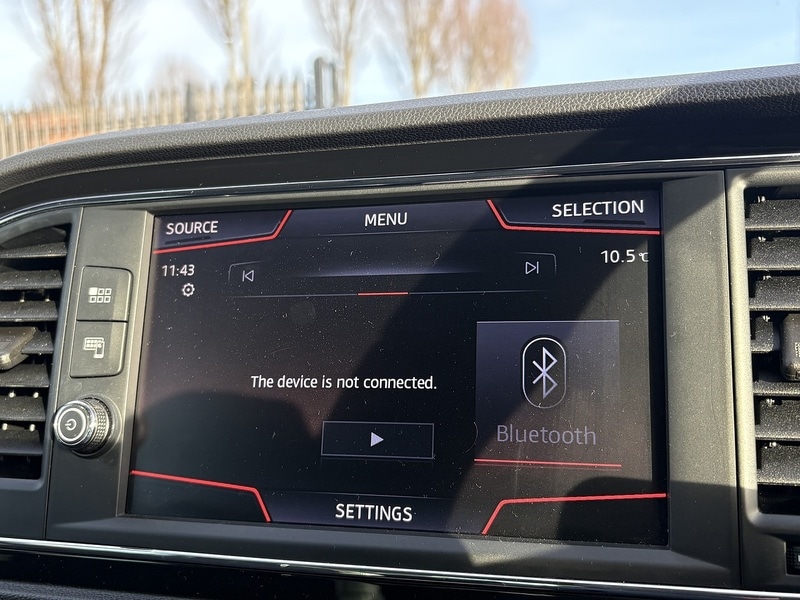 SOURCE
MENU
SELECTION
11:43
10.5℃
The device is not connected.
Bluetooth
SETTINGS